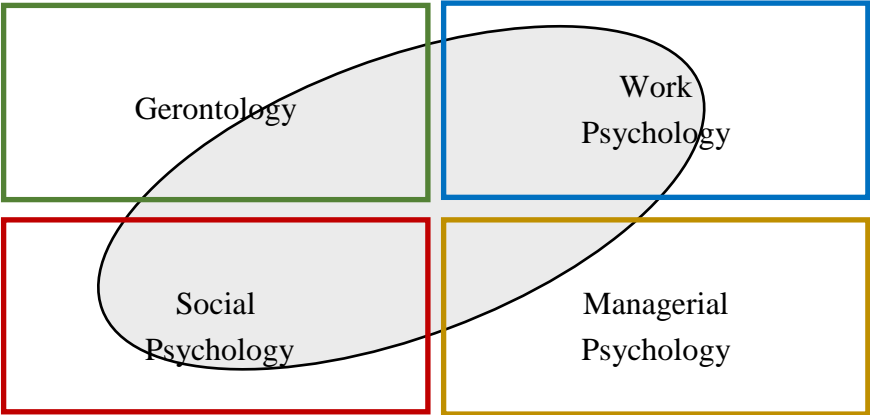 Gerontology
Work
Psychology
Social
Psychology
Managerial
Psychology